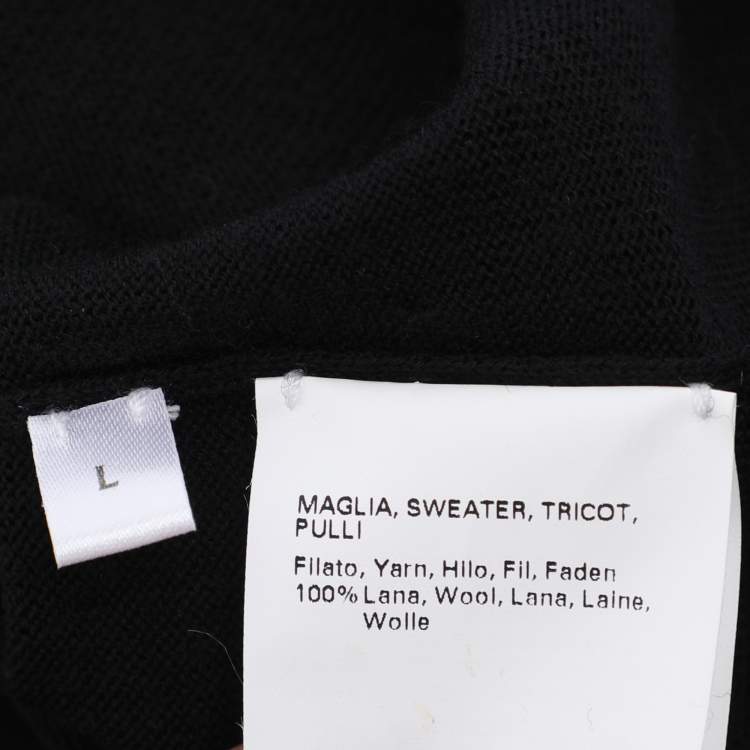 L
MAGLIA, SWEATER, TRICOT,
PULLI
Filato, Yarn, Hilo, Fil, Faden
100% Lana, Wool, Lana, Laine,
Wolle